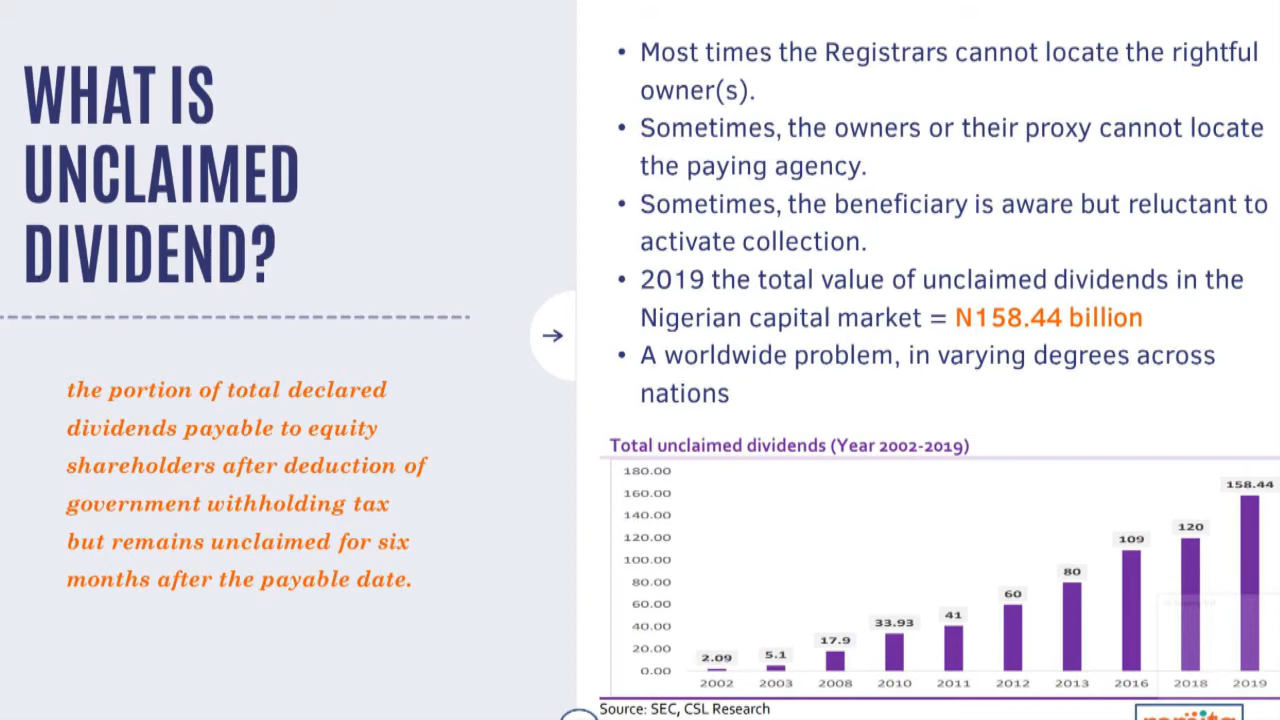 WHAT IS
UNCLAIMED
DIVIDEND?
the portion of total declared
dividends payable to equity
shareholders after deduction of
government withholding tax
but remains unclaimed for six
months after the payable date.
• Most times the Registrars cannot locate the rightful
owner(s).
• Sometimes, the owners or their proxy cannot locate
the paying agency.
• Sometimes, the beneficiary is aware but reluctant to
activate collection.
• 2019 the total value of unclaimed dividends in the
Nigerian capital market = N158.44 billion
• A worldwide problem, in varying degrees across
nations
Total unclaimed dividends (Year 2002-2019)
180.00
160.00
140.00
120.00
100.00
80.00
60.00
40.00
20.00
0.00
2.09
5.1
17.9
33.93
41
60
80
109
120
158.44
2002 2003 2008 2010 2011 2012 2013 2016 2018 2019
Source: SEC, CSL Research